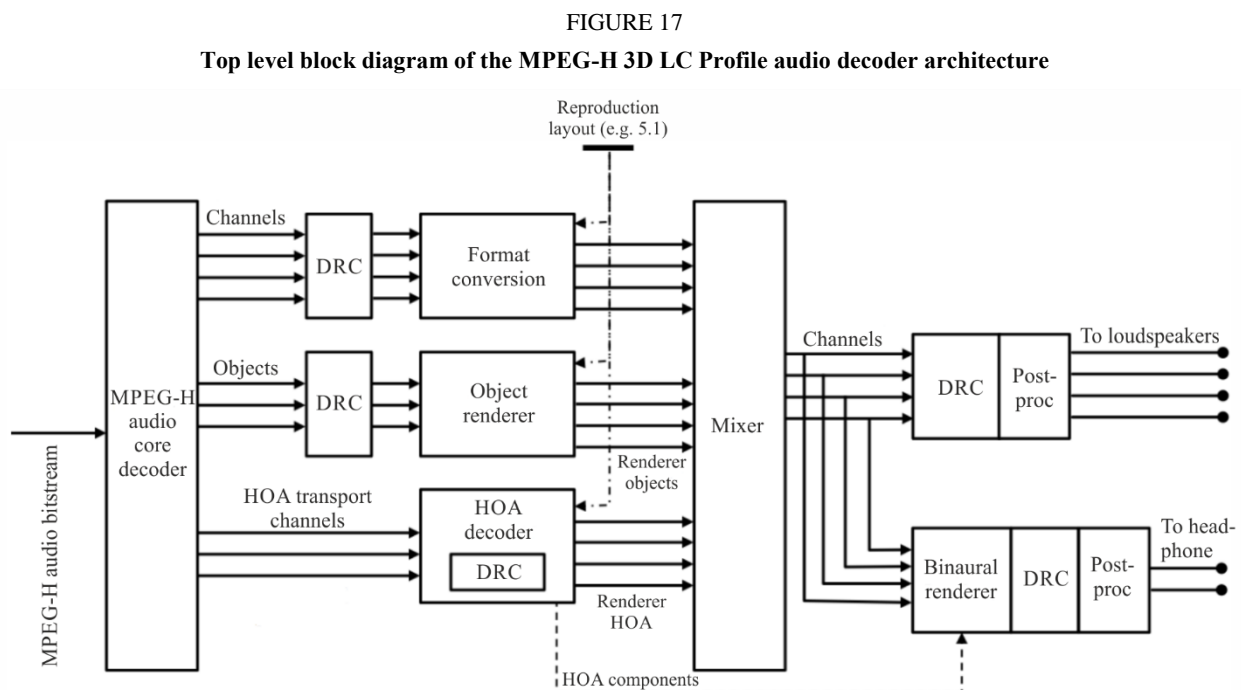 FIGURE 17
Top level block diagram of the MPEG-H 3D LC Profile audio decoder architecture
Reproduction
layout (e.g. 5.1)
MPEG-H audio bitstream
MPEG-H
audio
core
decoder
Channels
DRC
Format
conversion
Objects
DRC
Object
renderer
Renderer
objects
HOA transport
channels
HOA
decoder
DRC
Renderer
HOA
HOA components
Mixer
Channels
DRC
Post-
proc
To loudspeakers
Binaural
renderer
DRC
Post-
proc
To head-
phone